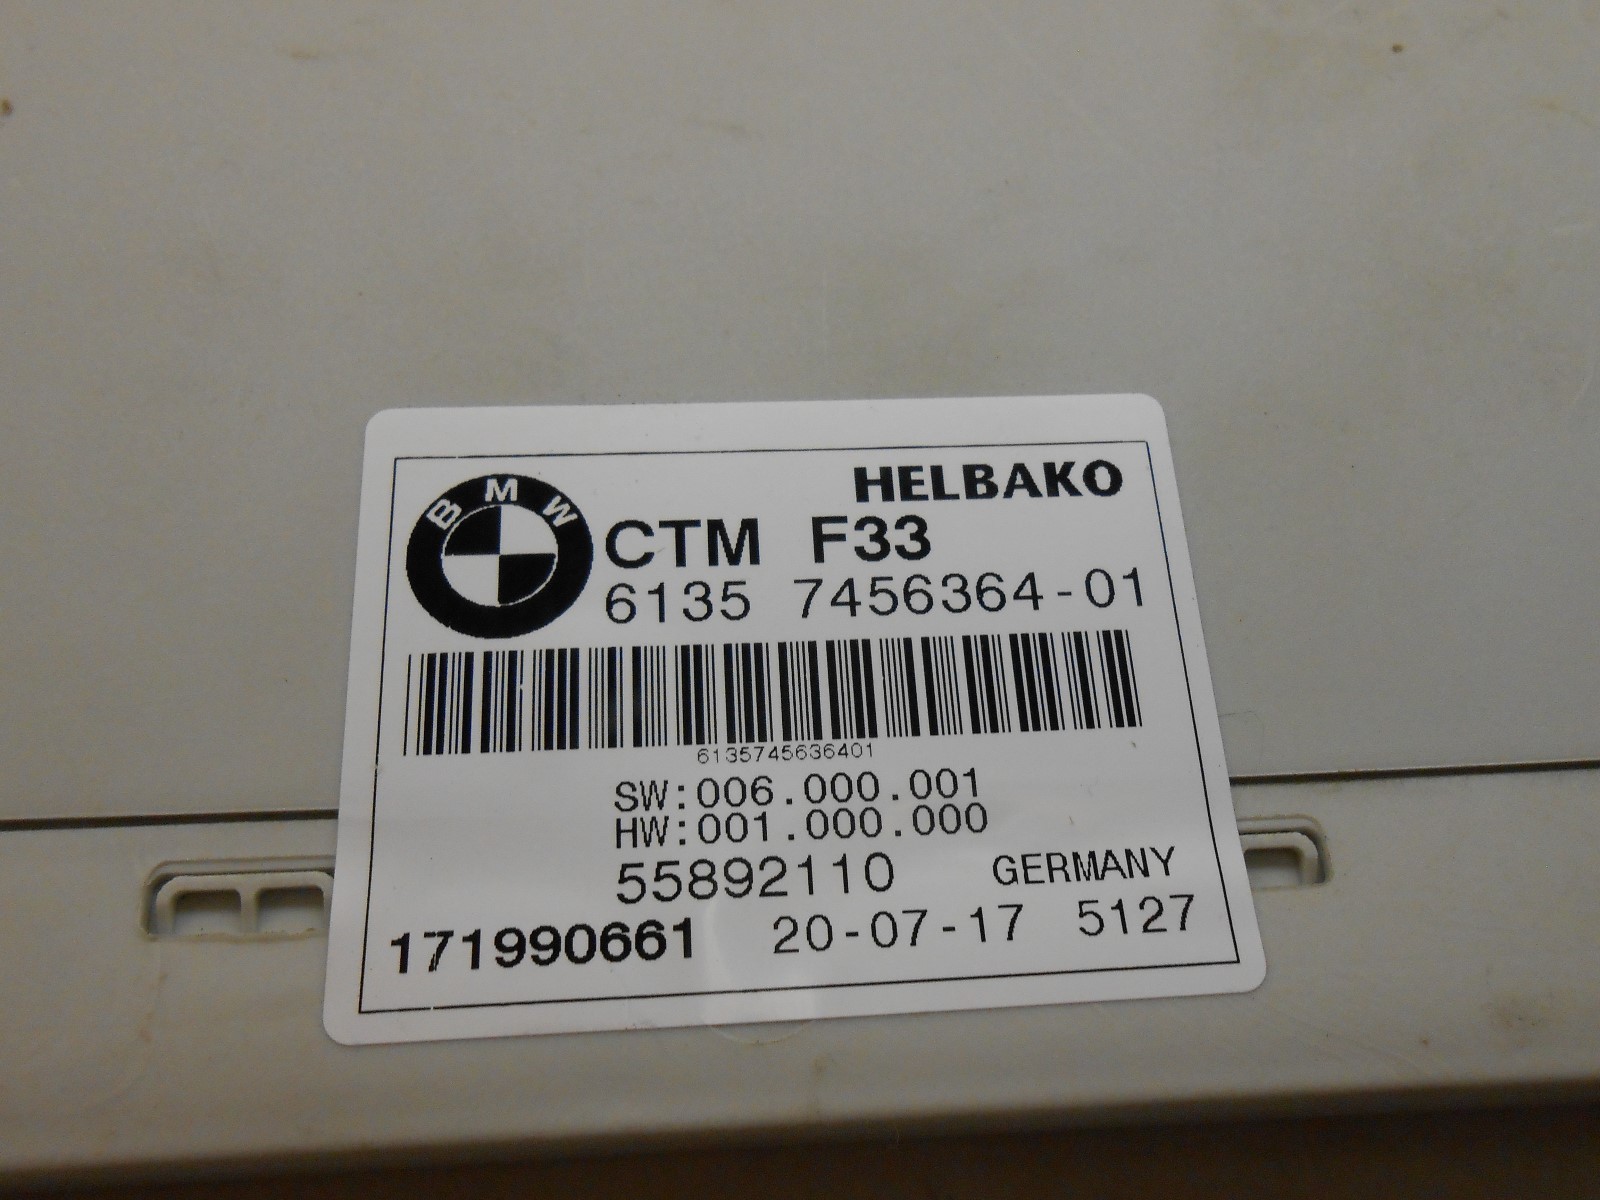 HELBAKO
BMW
CTM F33
6135 7456364-01
6135745636401
SW:006.000.001
HW:001.000.000
55892110 GERMANY
171990661 20-07-17 5127